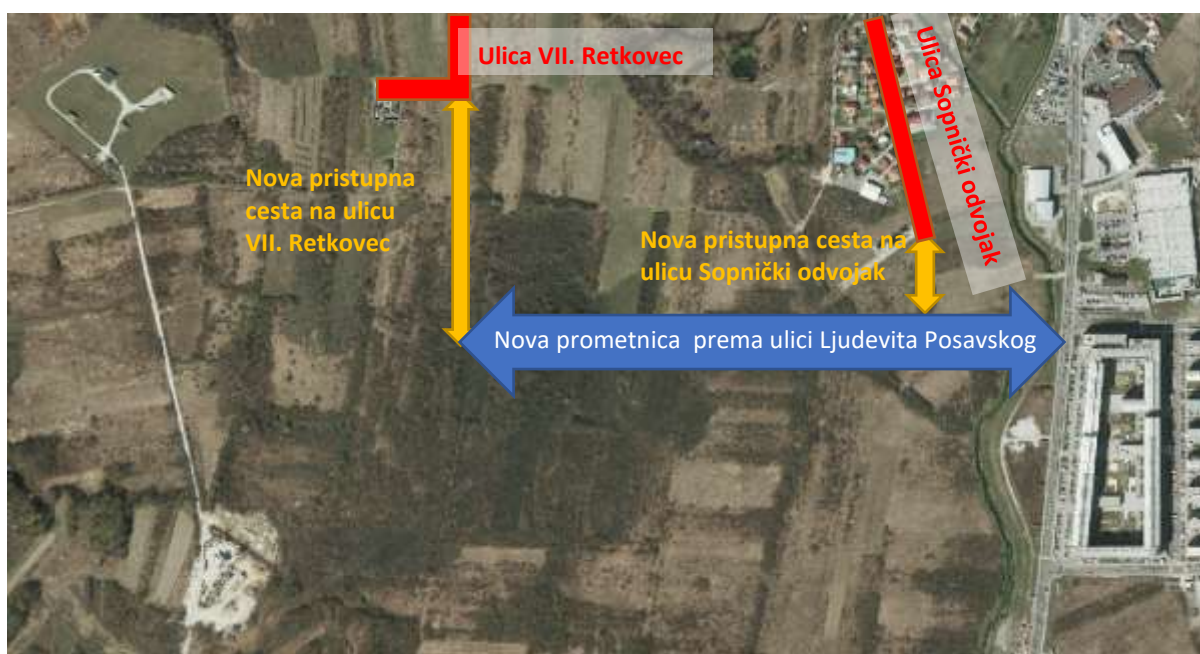 Ulica VII. Retkovec
Ulica Sopnički odvojak
Nova pristupna
cesta na ulicu
VII. Retkovec
Nova pristupna cesta na
ulicu Sopnički odvojak
Nova prometnica  prema ulici Ljudevita Posavskog